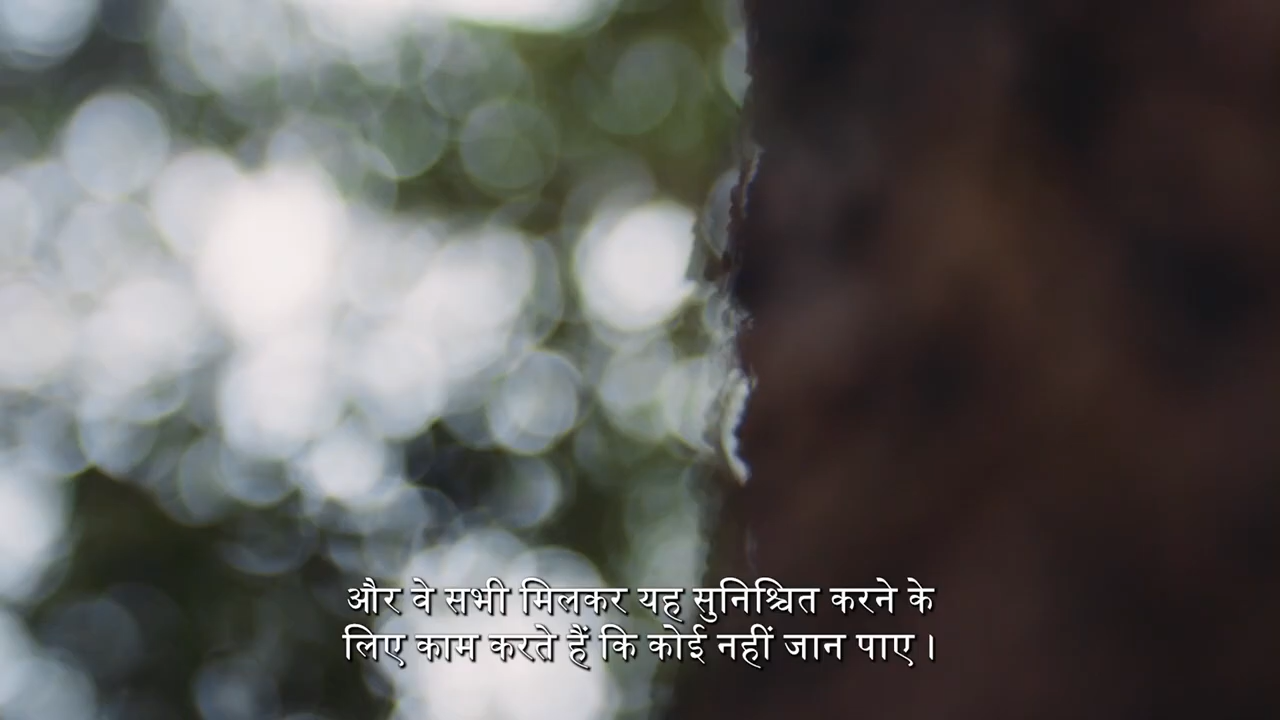 और वे सभी मिलकर यह सुनिश्चित करने के
लिए काम करते हैं कि कोई नहीं जान पाए ।